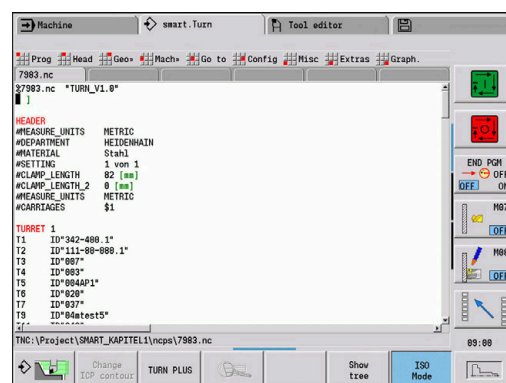 Machine
smart.Turn
Tool editor
Prog Head Geo» Mach» Go to Config Misc Extras Graph.
7983.nc
%7983.nc "TURN_V1.0"
[ ]
HEADER
#MEASURE_UNITS METRIC
#DEPARTMENT HEIDENHAIN
#MATERIAL Stahl
#SETTING 1 von 1
#CLAMP_LENGTH 82 [mm]
#CLAMP_LENGTH_2 0 [mm]
#MEASURE_UNITS METRIC
#CARRIAGES $1
TURRET 1
T1 ID"342-400.1"
T2 ID"111-80-080.1"
T3 ID"007"
T4 ID"003"
T5 ID"004AP1"
T6 ID"020"
T7 ID"037"
T9 ID"04mtest5"
TNC:\Project\SMART_KAPITEL1\ncps\7983.nc
Change ICP contour
TURN PLUS
Show tree
ISO Mode
END PGM
OFF
OFF
M07
OFF
M08
OFF
09:00